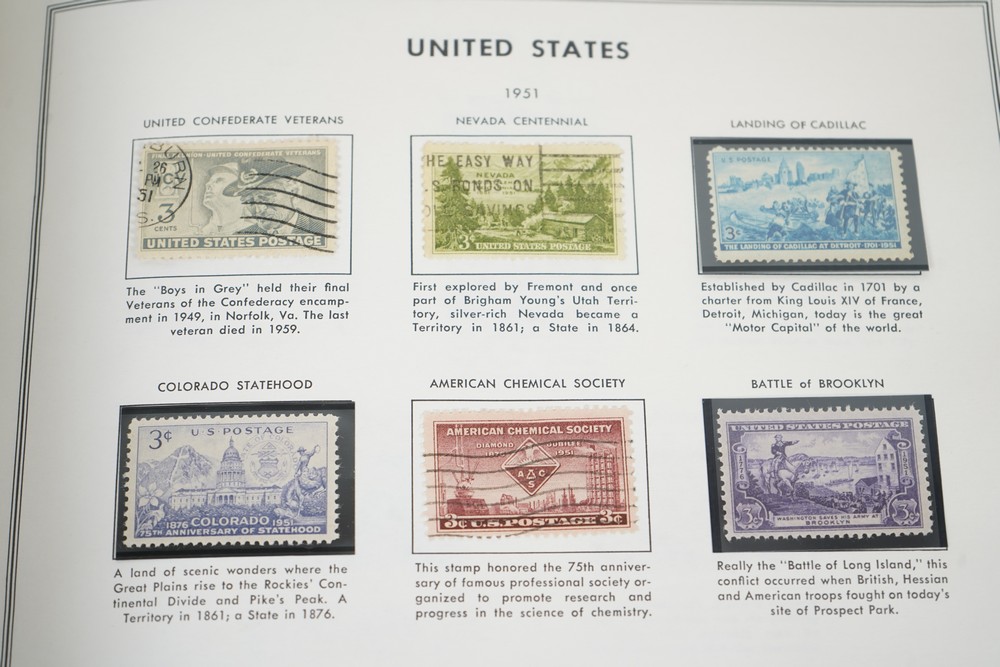 UNITED STATES
1951
UNITED CONFEDERATE VETERANS
26
PM
51
S.
UNITED CONFEDERATE VETERANS
3
CENTS
UNITED STATES POSTAGE
The "Boys in Grey" held their final
Veterans of the Confederacy encamp-
ment in 1949, in Norfolk, Va. The last
veteran died in 1959.
NEVADA CENTENNIAL
HE EASY WAY
NEVADA
S BONDS ON
3¢ UNITED STATES POSTAGE
First explored by Fremont and once
part of Brigham Young's Utah Terri-
tory, silver-rich Nevada became a
Territory in 1861; a State in 1864.
LANDING OF CADILLAC
U.S. POSTAGE
3¢
THE LANDING OF CADILLAC AT DETROIT 1701-1951
Established by Cadillac in 1701 by a
charter from King Louis XIV of France,
Detroit, Michigan, today is the great
"Motor Capital" of the world.
COLORADO STATEHOOD
3¢ U S POSTAGE
1876 COLORADO 1951
75TH ANNIVERSARY OF STATEHOOD
A land of scenic wonders where the
Great Plains rise to the Rockies' Con-
tinental Divide and Pike's Peak. A
Territory in 1861; a State in 1876.
AMERICAN CHEMICAL SOCIETY
AMERICAN CHEMICAL SOCIETY
DIAMOND JUBILEE
1876 1951
A C
S
3¢ U.S. POSTAGE 3¢
This stamp honored the 75th anniver-
sary of famous professional society or-
ganized to promote research and
progress in the science of chemistry.
BATTLE of BROOKLYN
UNITED STATES POSTAGE
1776 1951
WASHINGTON SAVES HIS ARMY AT
3¢ BROOKLYN 3¢
Really the "Battle of Long Island," this
conflict occurred when British, Hessian
and American troops fought on today's
site of Prospect Park.